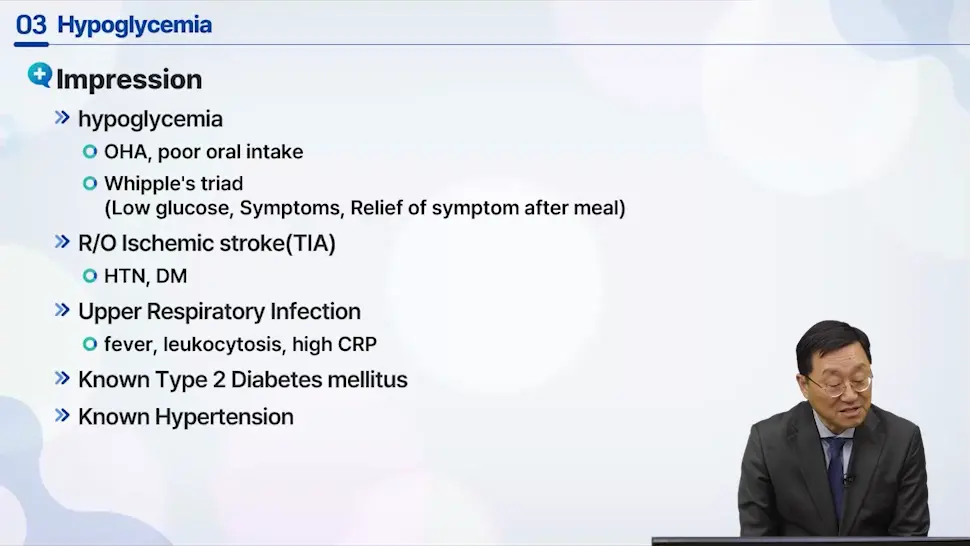 03 Hypoglycemia
Impression
hypoglycemia
OHA, poor oral intake
Whipple's triad
(Low glucose, Symptoms, Relief of symptom after meal)
R/O Ischemic stroke(TIA)
HTN, DM
Upper Respiratory Infection
fever, leukocytosis, high CRP
Known Type 2 Diabetes mellitus
Known Hypertension